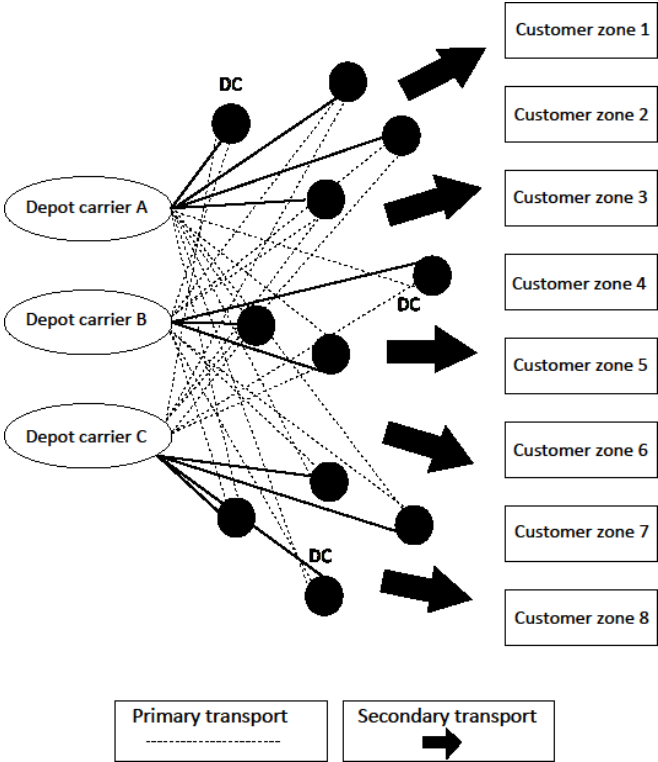 Customer zone 1
DC
Customer zone 2
Customer zone 3
Depot carrier A
Customer zone 4
DC
Depot carrier B
Customer zone 5
Depot carrier C
Customer zone 6
Customer zone 7
DC
Customer zone 8
Primary transport
Secondary transport